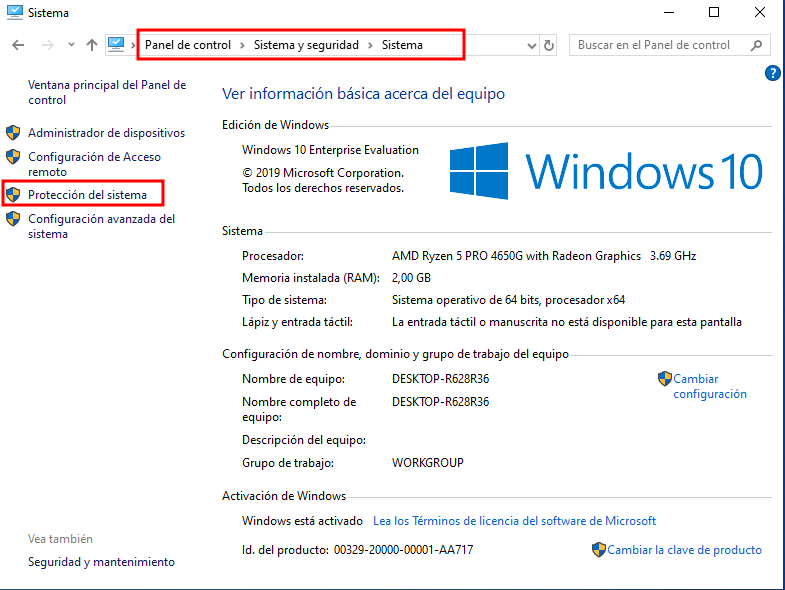 Sistema
Panel de control > Sistema y seguridad > Sistema
Buscar en el Panel de control
?
Ventana principal del Panel de
control
Administrador de dispositivos
Configuración de Acceso
remoto
Protección del sistema
Configuración avanzada del
sistema
Ver información básica acerca del equipo
Edición de Windows
Windows 10 Enterprise Evaluation
© 2019 Microsoft Corporation.
Todos los derechos reservados.
Windows 10
Sistema
Procesador: AMD Ryzen 5 PRO 4650G with Radeon Graphics 3.69 GHz
Memoria instalada (RAM): 2,00 GB
Tipo de sistema: Sistema operativo de 64 bits, procesador x64
Lápiz y entrada táctil: La entrada táctil o manuscrita no está disponible para esta pantalla
Configuración de nombre, dominio y grupo de trabajo del equipo
Nombre de equipo: DESKTOP-R628R36
Cambiar
configuración
Nombre completo de
equipo:
DESKTOP-R628R36
Descripción del equipo:
Grupo de trabajo: WORKGROUP
Activación de Windows
Windows está activado Lea los Términos de licencia del software de Microsoft
Id. del producto: 00329-20000-00001-AA717
Cambiar la clave de producto
Vea también
Seguridad y mantenimiento